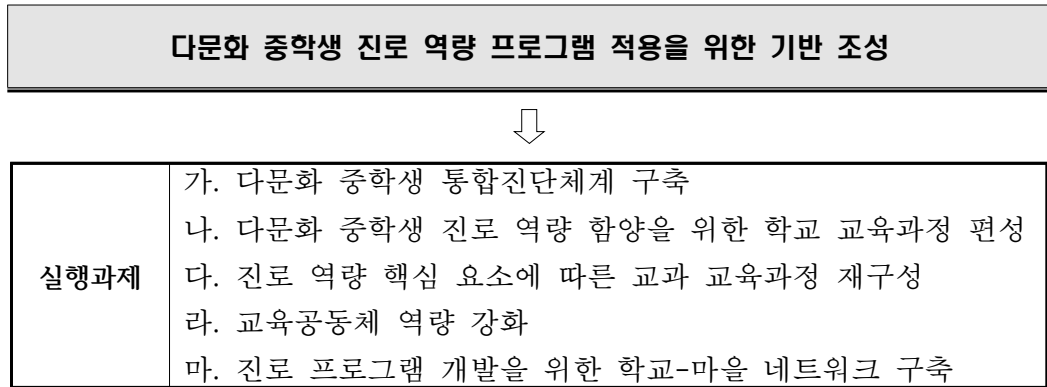 다문화 중학생 진로 역량 프로그램 적용을 위한 기반 조성
가. 다문화 중학생 통합진단체계 구축
나. 다문화 중학생 진로 역량 함양을 위한 학교 교육과정 편성
실행과제
다. 진로 역량 핵심 요소에 따른 교과 교육과정 재구성
라. 교육공동체 역량 강화
마. 진로 프로그램 개발을 위한 학교-마을 네트워크 구축